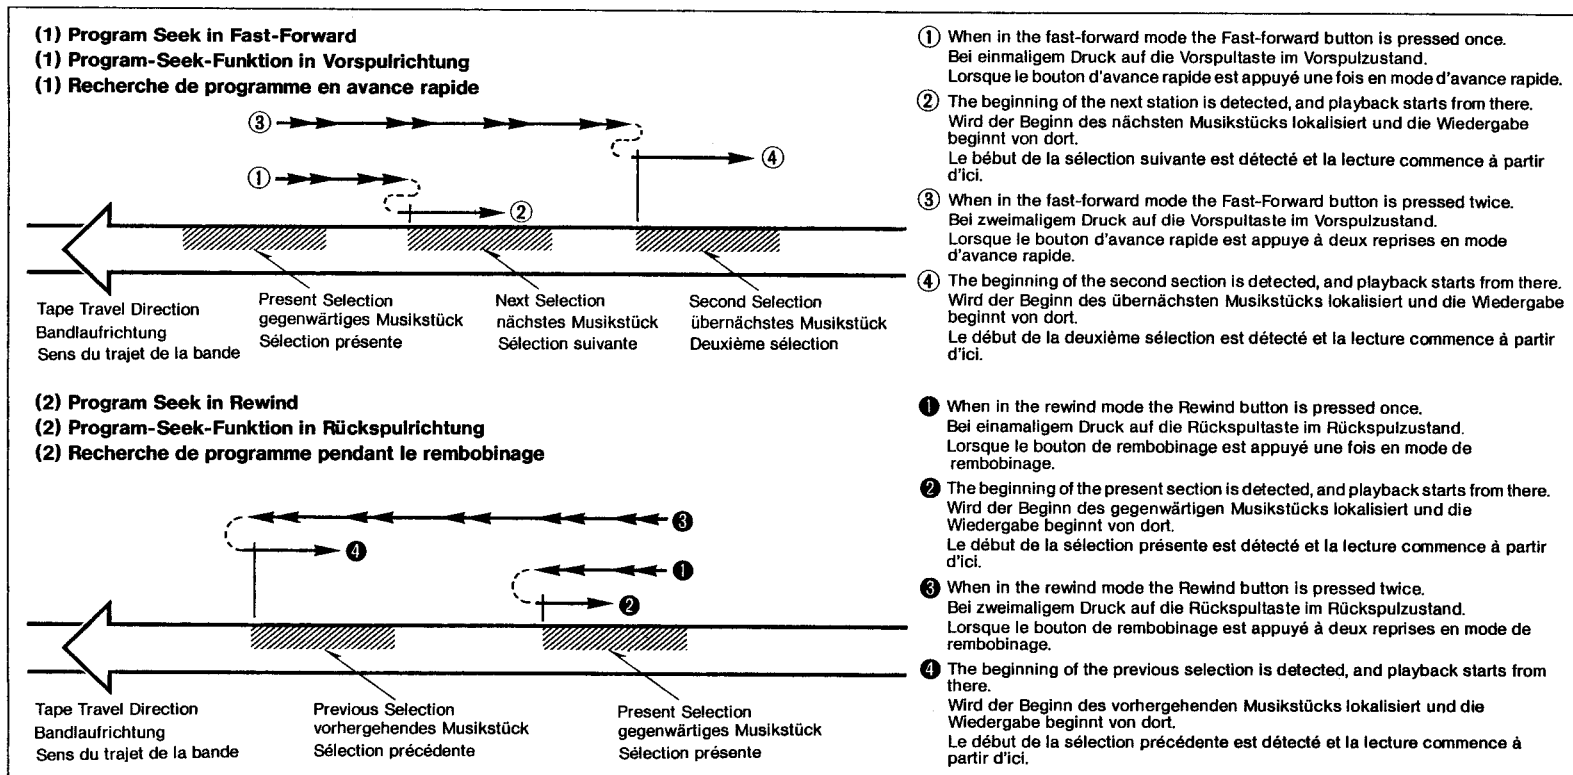 (1) Program Seek in Fast-Forward
(1) Program-Seek-Funktion in Vorspulrichtung
(1) Recherche de programme en avance rapide
③
④
①
②
Tape Travel Direction
Bandlaufrichtung
Sens du trajet de la bande
Present Selection
gegenwärtiges Musikstück
Sélection présente
Next Selection
nächstes Musikstück
Sélection suivante
Second Selection
übernächstes Musikstück
Deuxième sélection
① When in the fast-forward mode the Fast-forward button is pressed once.
Bei einmaligem Druck auf die Vorspultaste im Vorspulzustand.
Lorsque le bouton d'avance rapide est appuyé une fois en mode d'avance rapide.
② The beginning of the next station is detected, and playback starts from there.
Wird der Beginn des nächsten Musikstücks lokalisiert und die Wiedergabe
beginnt von dort.
Le bébut de la sélection suivante est détecté et la lecture commence à partir
d'ici.
③ When in the fast-forward mode the Fast-Forward button is pressed twice.
Bei zweimaligem Druck auf die Vorspultaste im Vorspulzustand.
Lorsque le bouton d'avance rapide est appuye à deux reprises en mode
d'avance rapide.
④ The beginning of the second section is detected, and playback starts from there.
Wird der Beginn des übernächsten Musikstücks lokalisiert und die Wiedergabe
beginnt von dort.
Le début de la deuxième sélection est détecté et la lecture commence à partir
d'ici.
(2) Program Seek in Rewind
(2) Program-Seek-Funktion in Rückspulrichtung
(2) Recherche de programme pendant le rembobinage
❸
❹
❶
❷
Tape Travel Direction
Bandlaufrichtung
Sens du trajet de la bande
Previous Selection
vorhergehendes Musikstück
Sélection précédente
Present Selection
gegenwärtiges Musikstück
Sélection présente
❶ When in the rewind mode the Rewind button is pressed once.
Bei einamaligem Druck auf die Rückspultaste im Rückspulzustand.
Lorsque le bouton de rembobinage est appuyé une fois en mode de
rembobinage.
❷ The beginning of the present section is detected, and playback starts from there.
Wird der Beginn des gegenwärtigen Musikstücks lokalisiert und die
Wiedergabe beginnt von dort.
Le début de la sélection présente est détecté et la lecture commence à partir
d'ici.
❸ When in the rewind mode the Rewind button is pressed twice.
Bei zweimaligem Druck auf die Rückspultaste im Rückspulzustand.
Lorsque le bouton de rembobinage est appuyé à deux reprises en mode de
rembobinage.
❹ The beginning of the previous selection is detected, and playback starts from
there.
Wird der Beginn des vorhergehenden Musikstücks lokalisiert und die
Wiedergabe beginnt von dort.
Le début de la sélection précédente est détecté et la lecture commence à
partir d'ici.